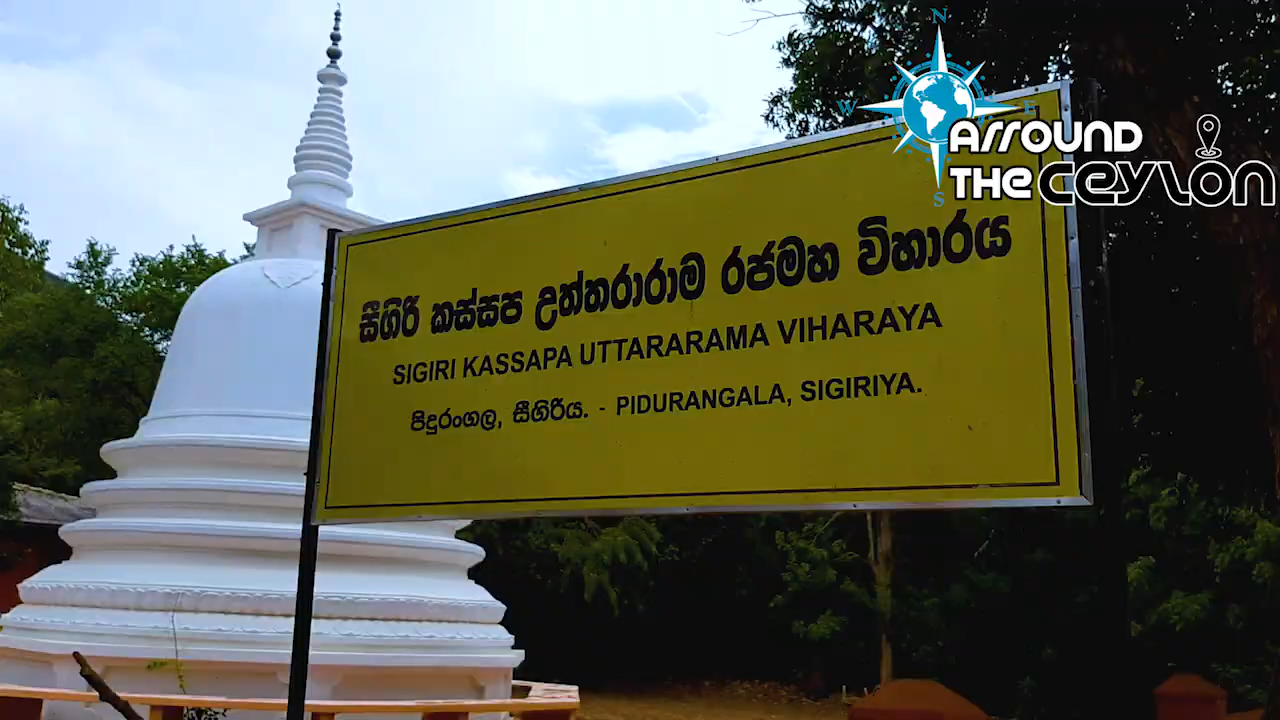 N
W E
S
ArrOUND
THE CEYLON
සීගිරි කස්සප උත්තරාරාම රජමහ විහාරය
SIGIRI KASSAPA UTTARARAMA VIHARAYA
පිදුරංගල, සීගිරිය. - PIDURANGALA, SIGIRIYA.